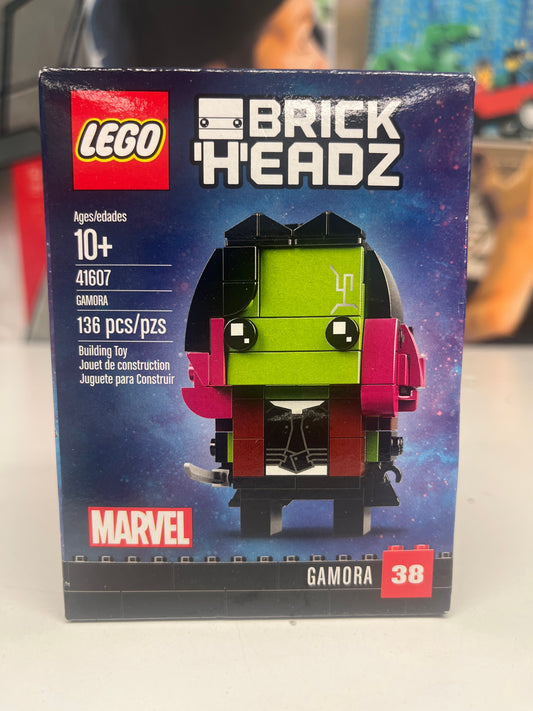 LEGO
BRICK
'H'EADZ
Ages/edades
10+
41607
GAMORA
136 pcs/pzs
Building Toy
Jouet de construction
Juguete para Construir
MARVEL
GAMORA 38